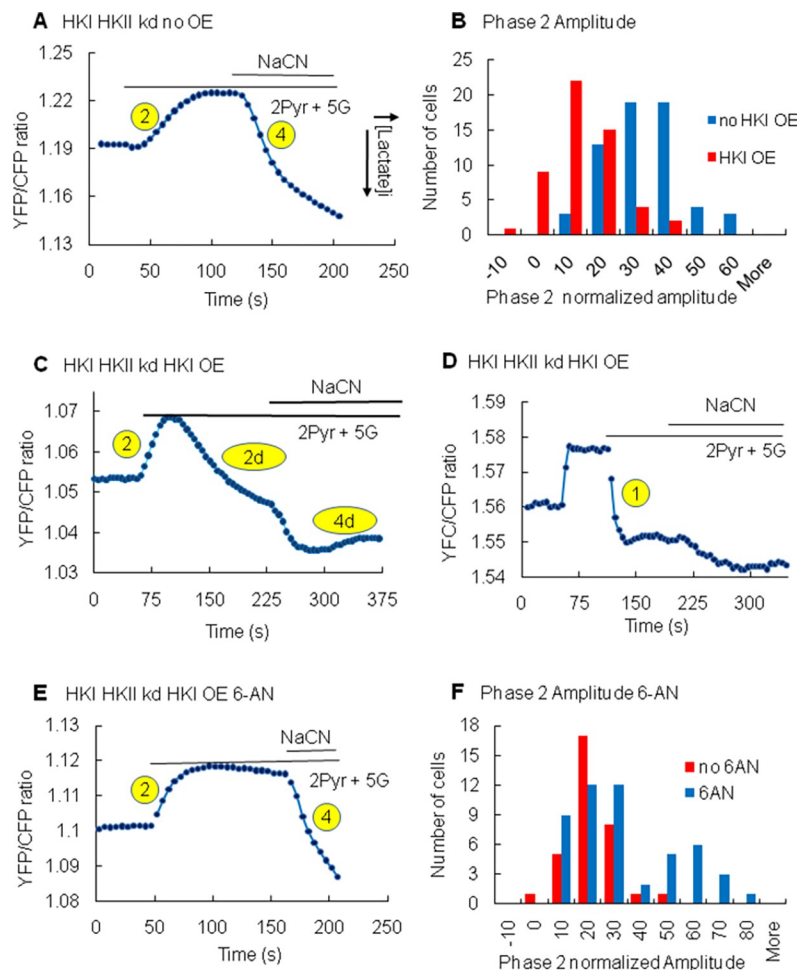 A HKI HKII kd no OE
1.25
1.22
1.19
1.16
1.13
YFP/CFP ratio
NaCN
2Pyr + 5G
2
4
[Lactate]i
0 50 100 150 200 250
Time (s)
B Phase 2 Amplitude
25
20
15
10
5
0
Number of cells
no HKI OE
HKI OE
-10 0 10 20 30 40 50 60 More
Phase 2 normalized amplitude
C HKI HKII kd HKI OE
1.07
1.06
1.05
1.04
1.03
YFP/CFP ratio
NaCN
2Pyr + 5G
2
2d
4d
0 75 150 225 300 375
Time (s)
D HKI HKII kd HKI OE
1.59
1.58
1.57
1.56
1.55
1.54
YFC/CFP ratio
NaCN
2Pyr + 5G
1
0 75 150 225 300
Time (s)
E HKI HKII kd HKI OE 6-AN
1.13
1.12
1.11
1.1
1.09
1.08
YFP/CFP ratio
NaCN
2Pyr + 5G
2
4
0 50 100 150 200 250
Time (s)
F Phase 2 Amplitude 6-AN
18
15
12
9
6
3
0
Number of cells
no 6AN
6AN
-10 0 10 20 30 40 50 60 70 80 More
Phase 2 normalized Amplitude